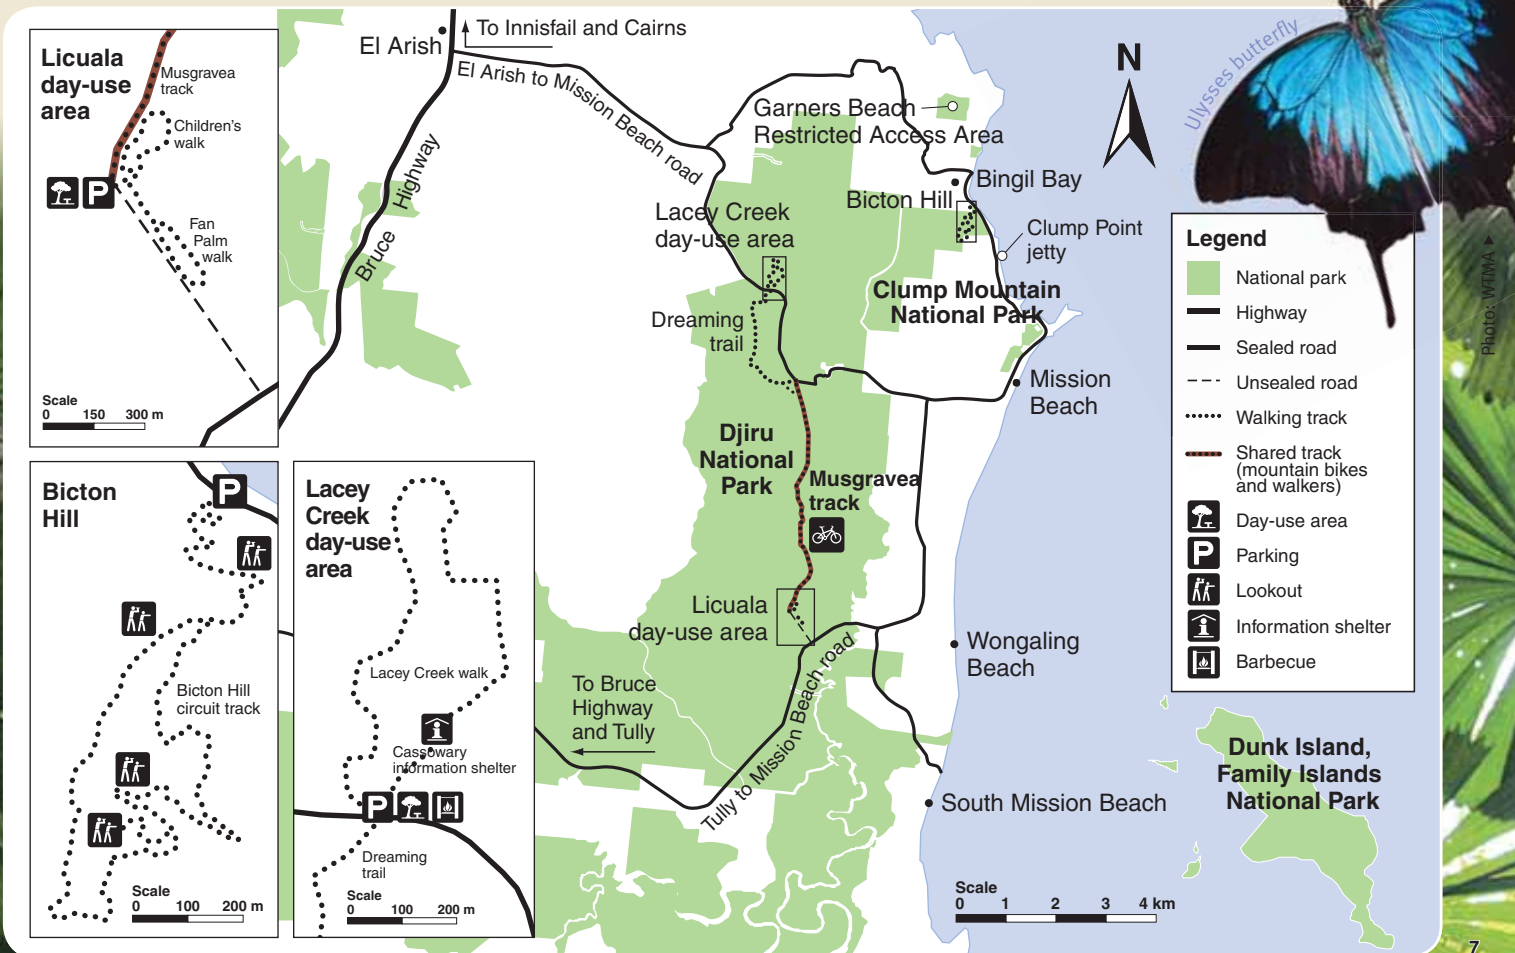 Licuala
day-use
area
Musgravea
track
Children's
walk
P
Fan
Palm
walk
Scale
0 150 300 m
Bicton
Hill
P
Bicton Hill
circuit track
Scale
0 100 200 m
Lacey
Creek
day-use
area
Lacey Creek walk
Cassowary
information shelter
P
Dreaming
trail
Scale
0 100 200 m
El Arish
To Innisfail and Cairns
El Arish to Mission Beach road
Bruce Highway
Garners Beach
Restricted Access Area
Bingil Bay
Bicton Hill
Lacey Creek
day-use area
Clump Point
jetty
Clump Mountain
National Park
Dreaming
trail
Mission
Beach
Djiru
National
Park
Musgravea
track
Licuala
day-use area
Wongaling
Beach
To Bruce
Highway
and Tully
Tully to Mission Beach road
South Mission Beach
Dunk Island,
Family Islands
National Park
Scale
0 1 2 3 4 km
N
Ulysses butterfly
Legend
National park
Highway
Sealed road
Unsealed road
Walking track
Shared track
(mountain bikes
and walkers)
Day-use area
P Parking
Lookout
Information shelter
Barbecue
Photo: WTMA ▶
7